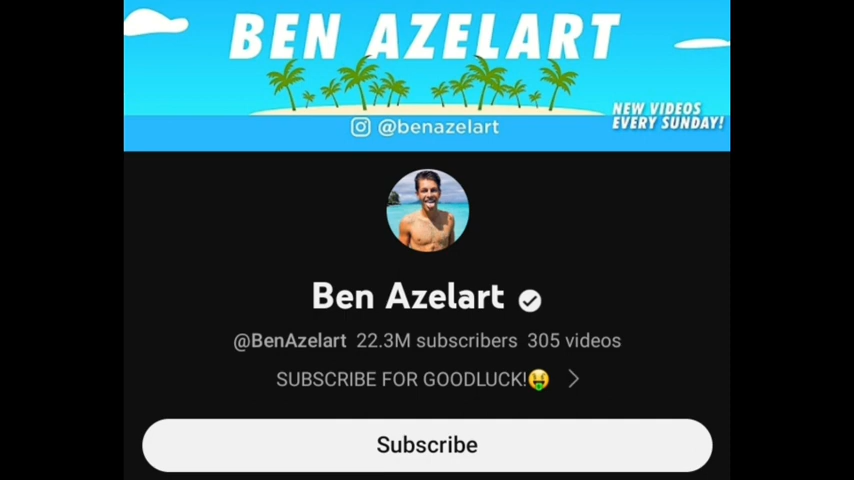 BEN AZELART
@benazelart
NEW VIDEOS
EVERY SUNDAY!
Ben Azelart
@BenAzelart 22.3M subscribers 305 videos
SUBSCRIBE FOR GOODLUCK!🤑
Subscribe